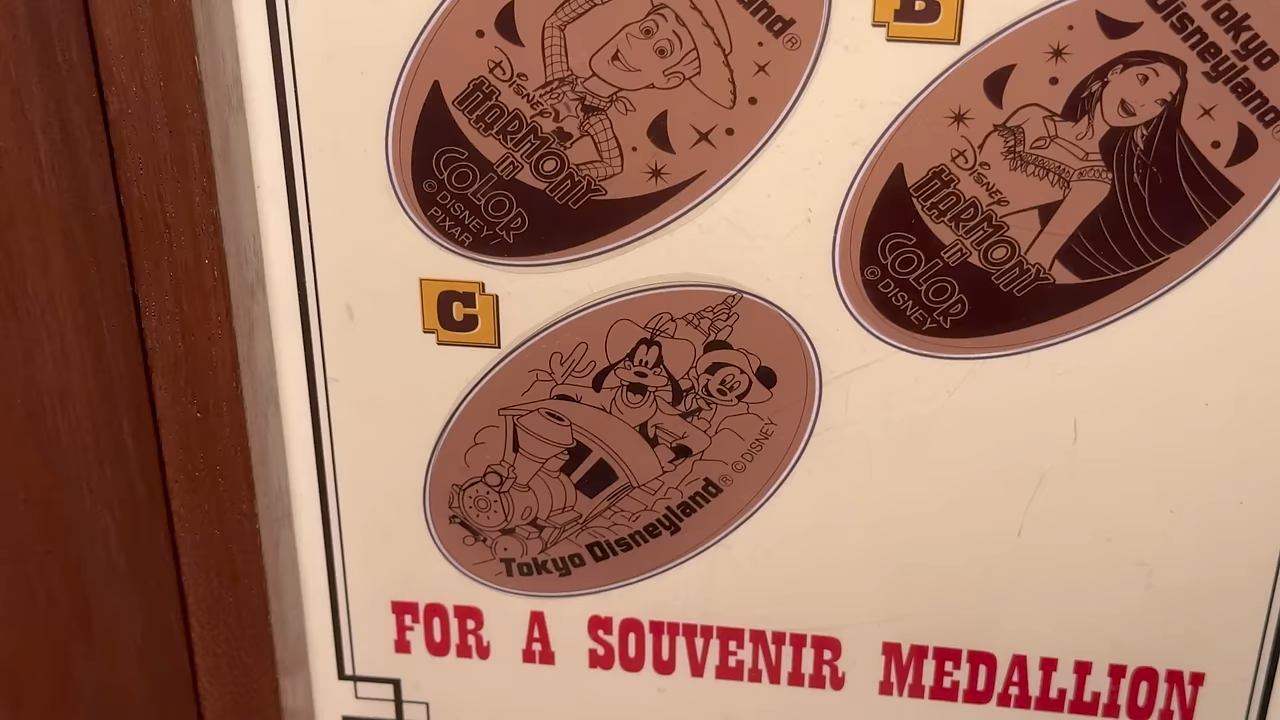 land®
DISNEY
HARMONY
IN
COLOR
© DISNEY/
PIXAR
B
Tokyo
Disneyland
DISNEY
HARMONY
IN
COLOR
© DISNEY
C
© DISNEY
Tokyo Disneyland®
FOR A SOUVENIR MEDALLION